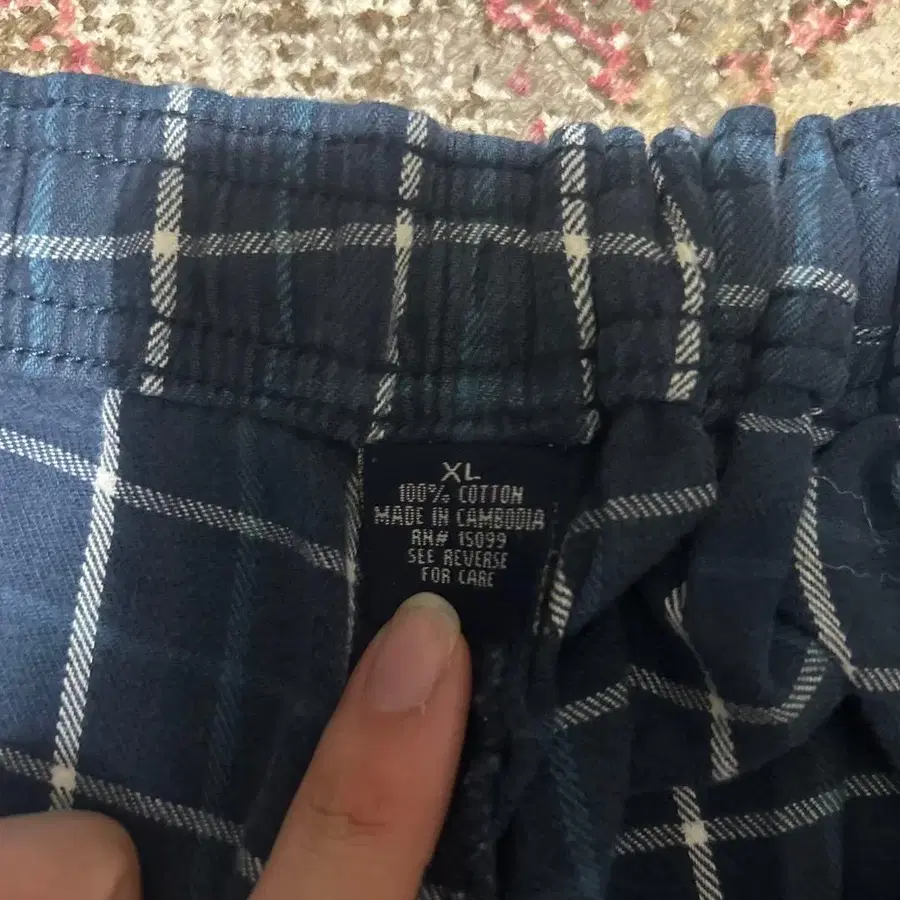 XL
100% COTTON
MADE IN CAMBODIA
RN# 15099
SEE REVERSE
FOR CARE